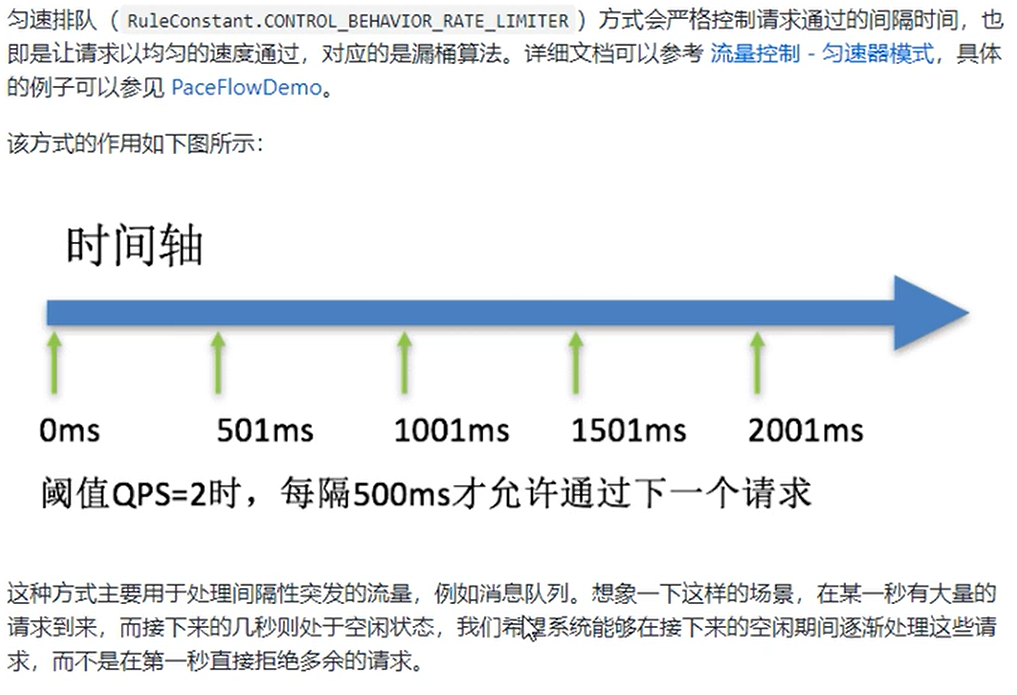 匀速排队（RuleConstant.CONTROL_BEHAVIOR_RATE_LIMITER）方式会严格控制请求通过的间隔时间，也
即是让请求以均匀的速度通过，对应的是漏桶算法。详细文档可以参考 流量控制 - 匀速器模式，具体
的例子可以参见 PaceFlowDemo。
该方式的作用如下图所示：
时间轴
0ms 501ms 1001ms 1501ms 2001ms
阈值QPS=2时，每隔500ms才允许通过下一个请求
这种方式主要用于处理间隔性突发的流量，例如消息队列。想象一下这样的场景，在某一秒有大量的
请求到来，而接下来的几秒则处于空闲状态，我们希望系统能够在接下来的空闲期间逐渐处理这些请
求，而不是在第一秒直接拒绝多余的请求。